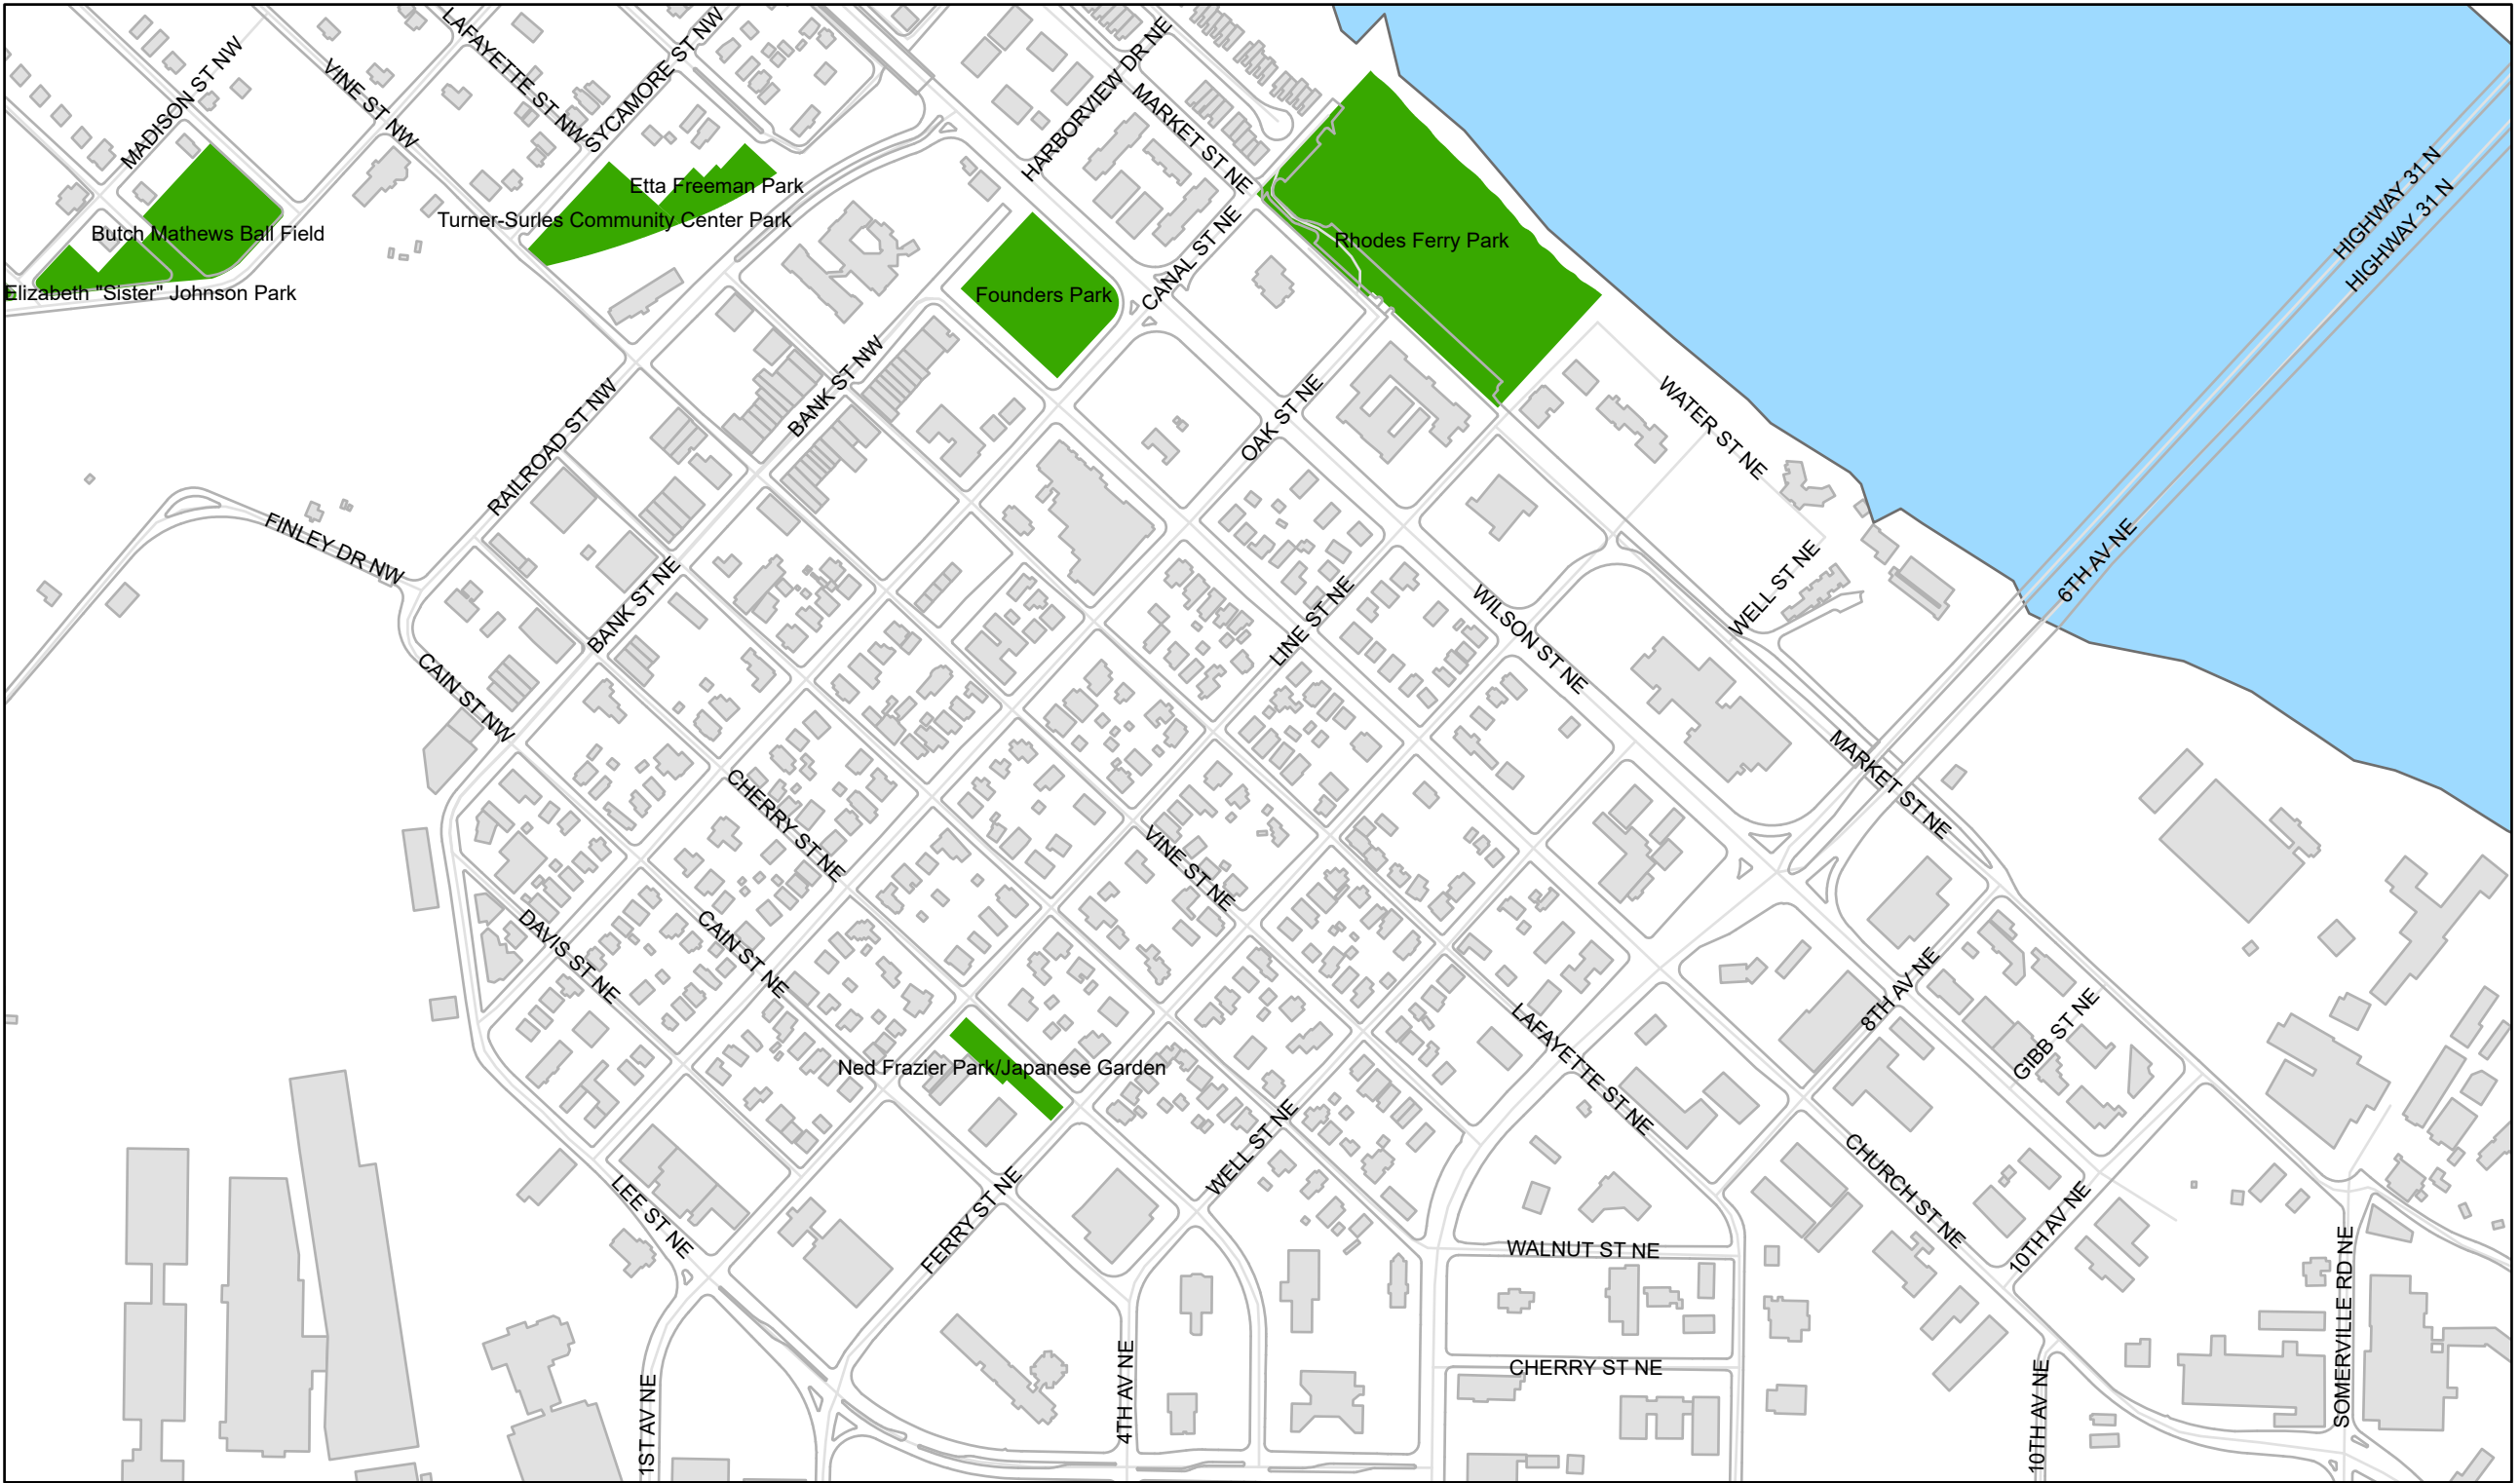 LAFAYETTE ST NW
SYCAMORE ST NW
MADISON ST NW
VINE ST NW
HARBORVIEW DR NE
MARKET ST NE
Etta Freeman Park
Turner-Surles Community Center Park
Butch Mathews Ball Field
Elizabeth "Sister" Johnson Park
Rhodes Ferry Park
Founders Park
CANAL ST NE
HIGHWAY 31 N
HIGHWAY 31 N
BANK ST NW
OAK ST NE
WATER ST NE
RAILROAD ST NW
FINLEY DR NW
6TH AV NE
WELL ST NE
BANK ST NE
LINE ST NE
WILSON ST NE
CAIN ST NW
MARKET ST NE
CHERRY ST NE
VINE ST NE
DAVIS ST NE
CAIN ST NE
8TH AV NE
GIBB ST NE
LAFAYETTE ST NE
Ned Frazier Park/Japanese Garden
WELL ST NE
CHURCH ST NE
LEE ST NE
FERRY ST NE
10TH AV NE
WALNUT ST NE
SOMERVILLE RD NE
CHERRY ST NE
1ST AV NE
4TH AV NE
10TH AV NE